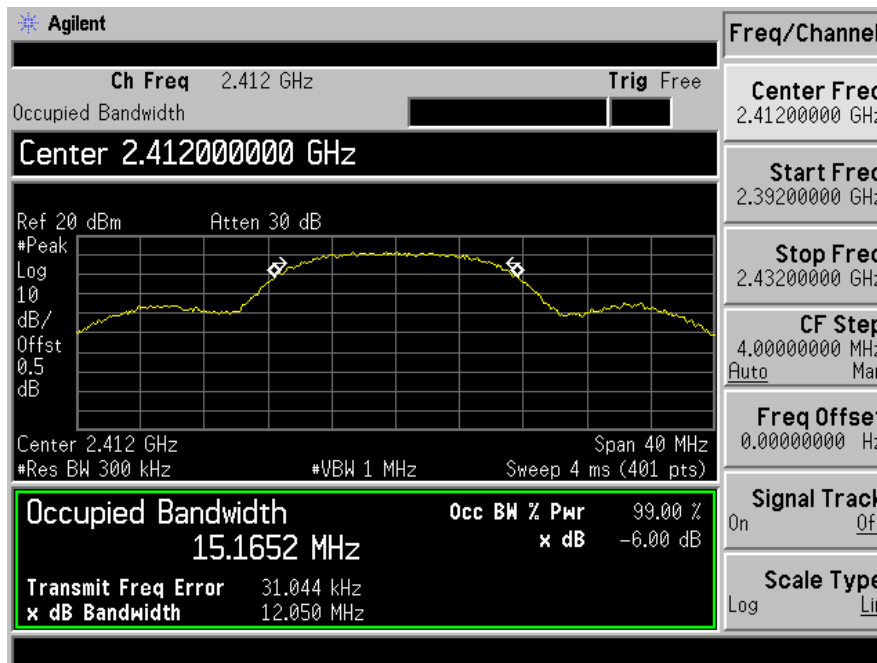 Agilent
Freq/Channel
Ch Freq 2.412 GHz Trig Free
Occupied Bandwidth
Center 2.412000000 GHz
Ref 20 dBm Atten 30 dB
#Peak
Log
10
dB/
Offst
0.5
dB
Center 2.412 GHz Span 40 MHz
#Res BW 300 kHz #VBW 1 MHz Sweep 4 ms (401 pts)
Occupied Bandwidth
15.1652 MHz
Occ BW % Pwr 99.00 %
x dB -6.00 dB
Transmit Freq Error 31.044 kHz
x dB Bandwidth 12.050 MHz
Center Freq
2.41200000 GHz
Start Freq
2.39200000 GHz
Stop Freq
2.43200000 GHz
CF Step
4.00000000 MHz
Auto Man
Freq Offset
0.00000000 Hz
Signal Track
On Off
Scale Type
Log Lin